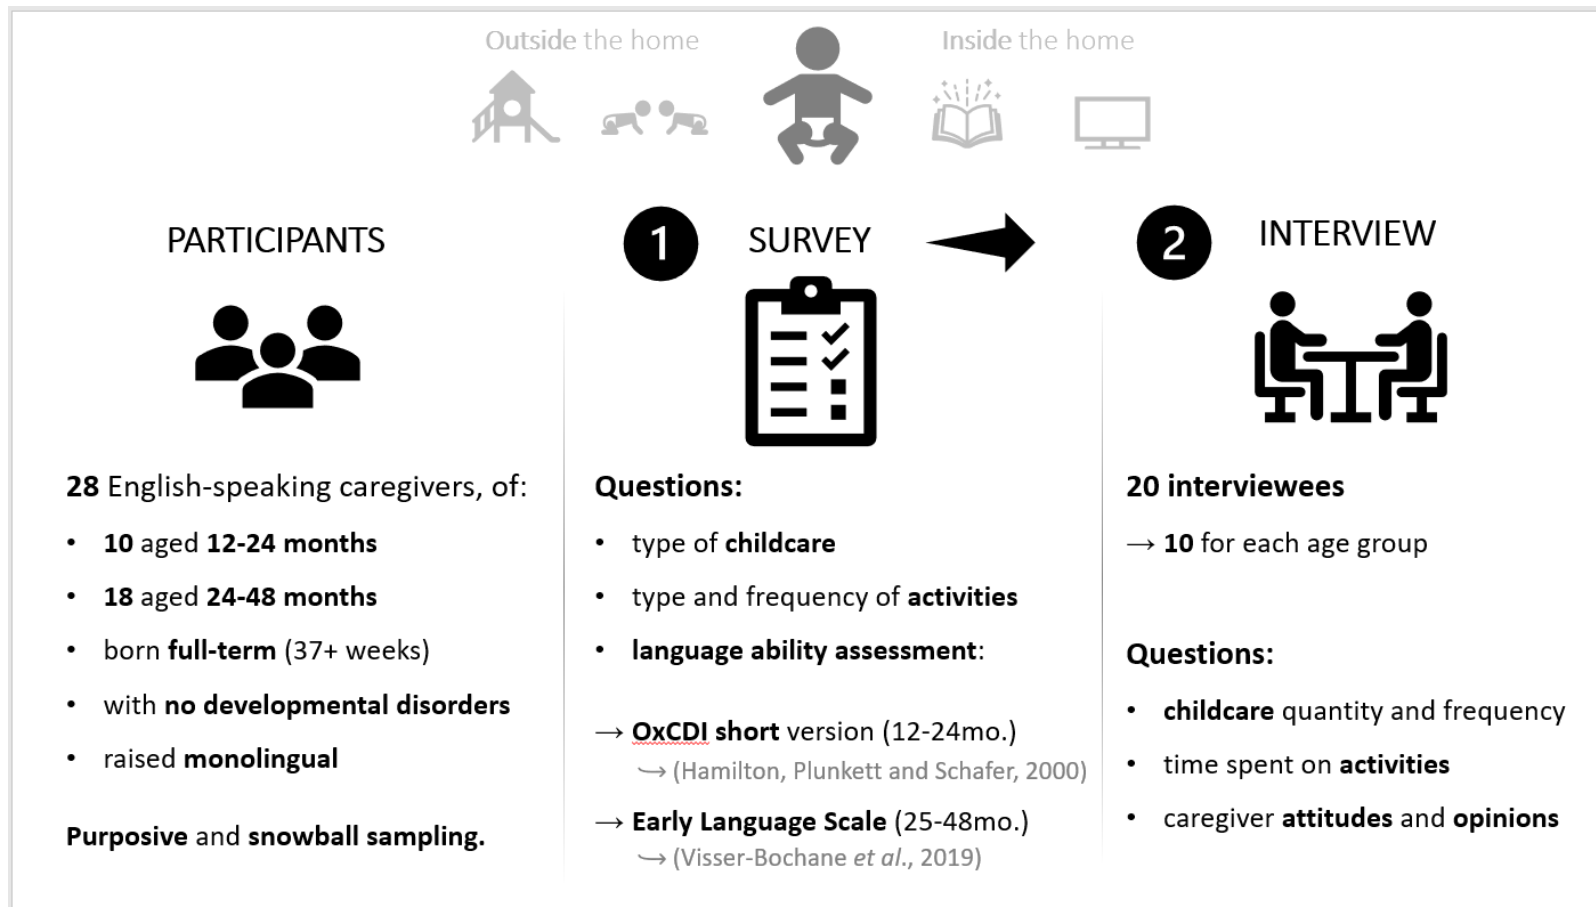 Outside the home
Inside the home
PARTICIPANTS
28 English-speaking caregivers, of:
• 10 aged 12-24 months
• 18 aged 24-48 months
• born full-term (37+ weeks)
• with no developmental disorders
• raised monolingual
Purposive and snowball sampling.
1 SURVEY
Questions:
• type of childcare
• type and frequency of activities
• language ability assessment:
→ OxCDI short version (12-24mo.)
↪ (Hamilton, Plunkett and Schafer, 2000)
→ Early Language Scale (25-48mo.)
↪ (Visser-Bochane et al., 2019)
2 INTERVIEW
20 interviewees
→ 10 for each age group
Questions:
• childcare quantity and frequency
• time spent on activities
• caregiver attitudes and opinions